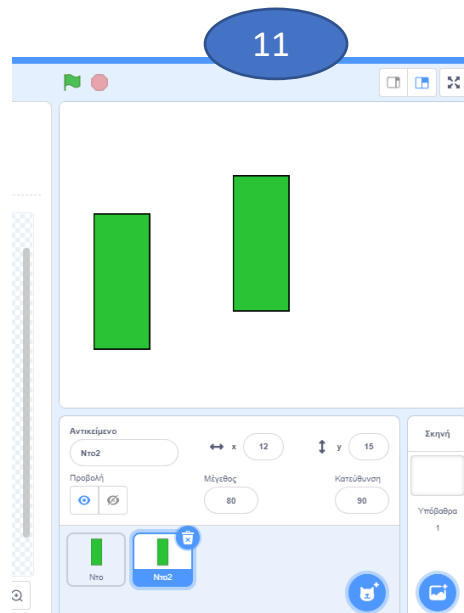 11
Αντικείμενο
Ντο2
x 12
y 15
Προβολή
Μέγεθος
80
Κατεύθυνση
90
Ντο
Ντο2
Σκηνή
Υπόβαθρα
1